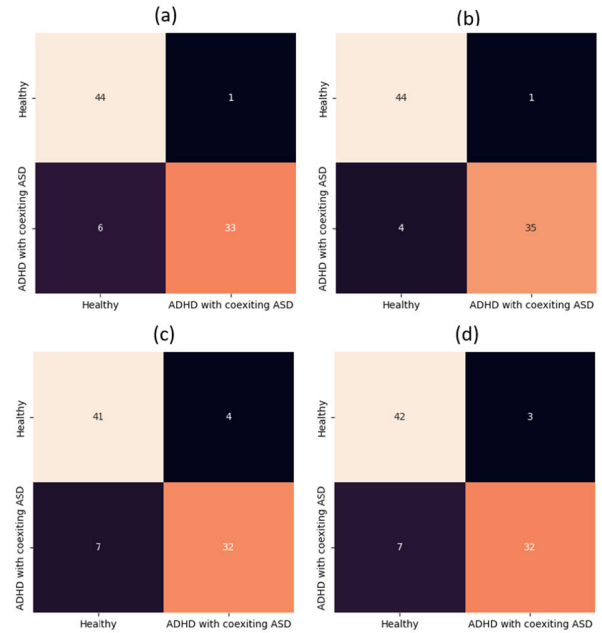 (a)
(b)
Healthy
44
1
Healthy
44
1
ADHD with coexiting ASD
6
33
ADHD with coexiting ASD
4
35
Healthy
ADHD with coexiting ASD
Healthy
ADHD with coexiting ASD
(c)
(d)
Healthy
41
4
Healthy
42
3
ADHD with coexiting ASD
7
32
ADHD with coexiting ASD
7
32
Healthy
ADHD with coexiting ASD
Healthy
ADHD with coexiting ASD